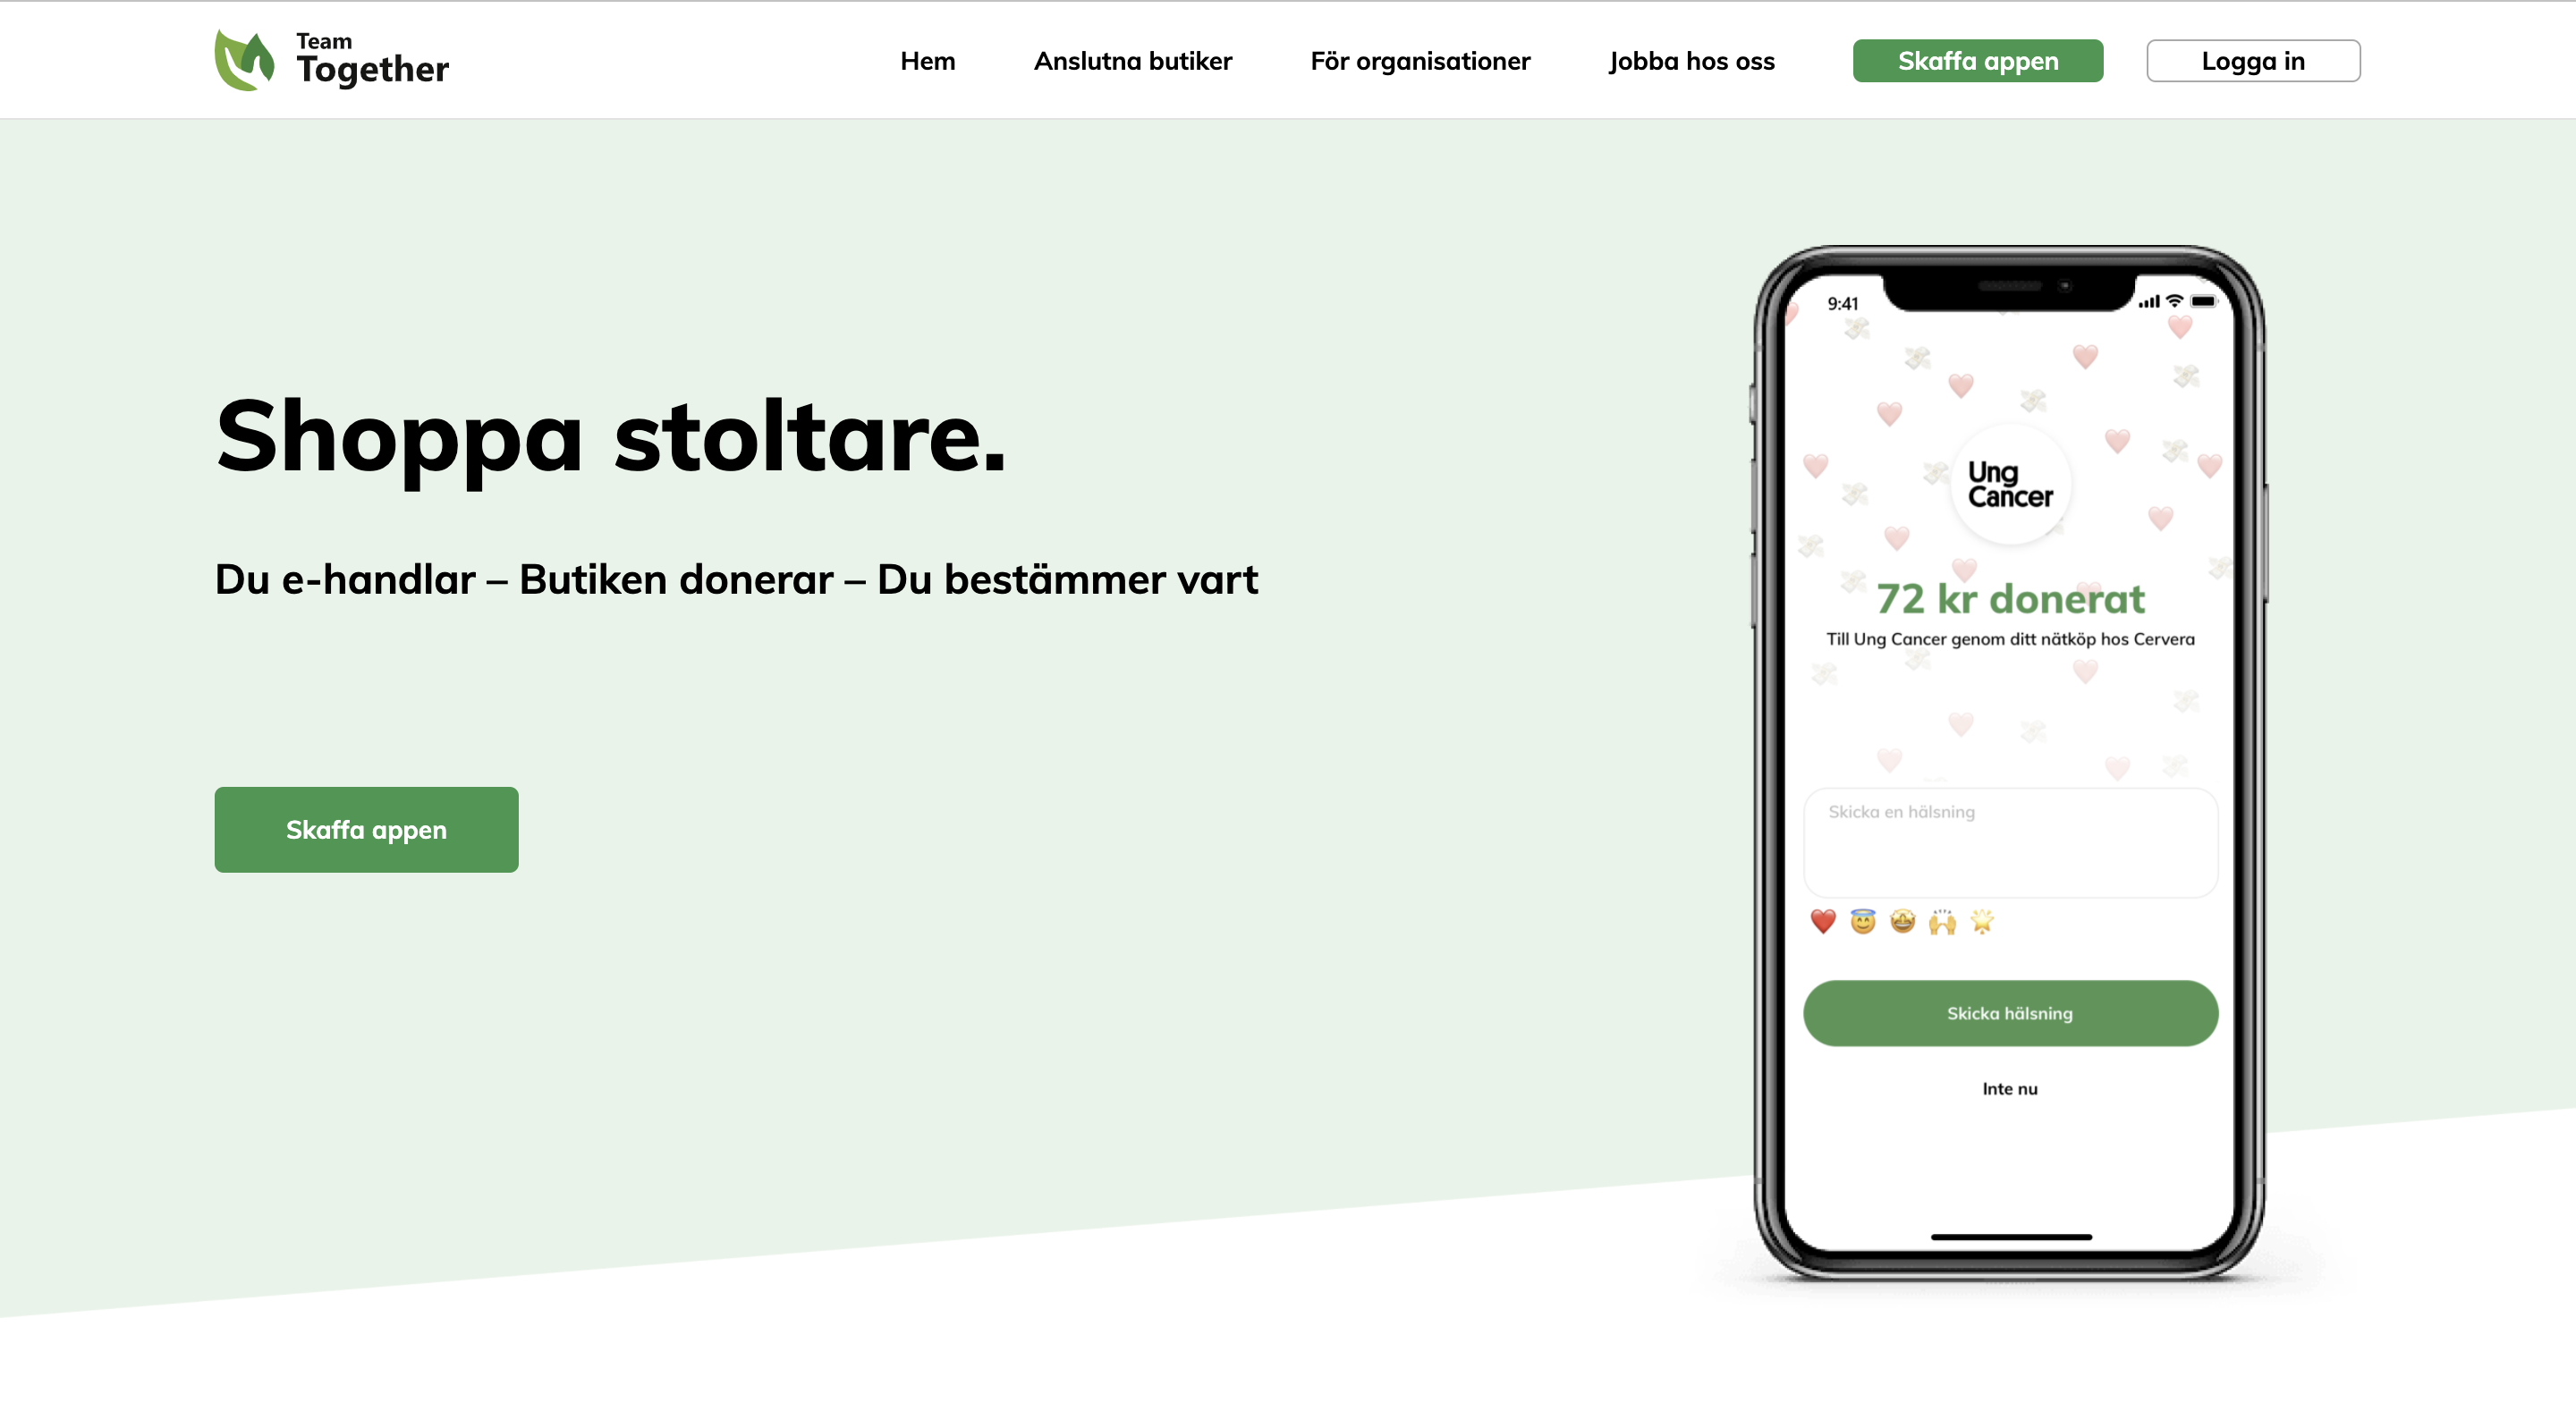 Team
Together
Hem
Anslutna butiker
För organisationer
Jobba hos oss
Skaffa appen
Logga in
Shoppa stoltare.
Du e-handlar – Butiken donerar – Du bestämmer vart
Skaffa appen
9:41
Ung
Cancer
72 kr donerat
Till Ung Cancer genom ditt nätköp hos Cervera
Skicka en hälsning
Skicka hälsning
Inte nu